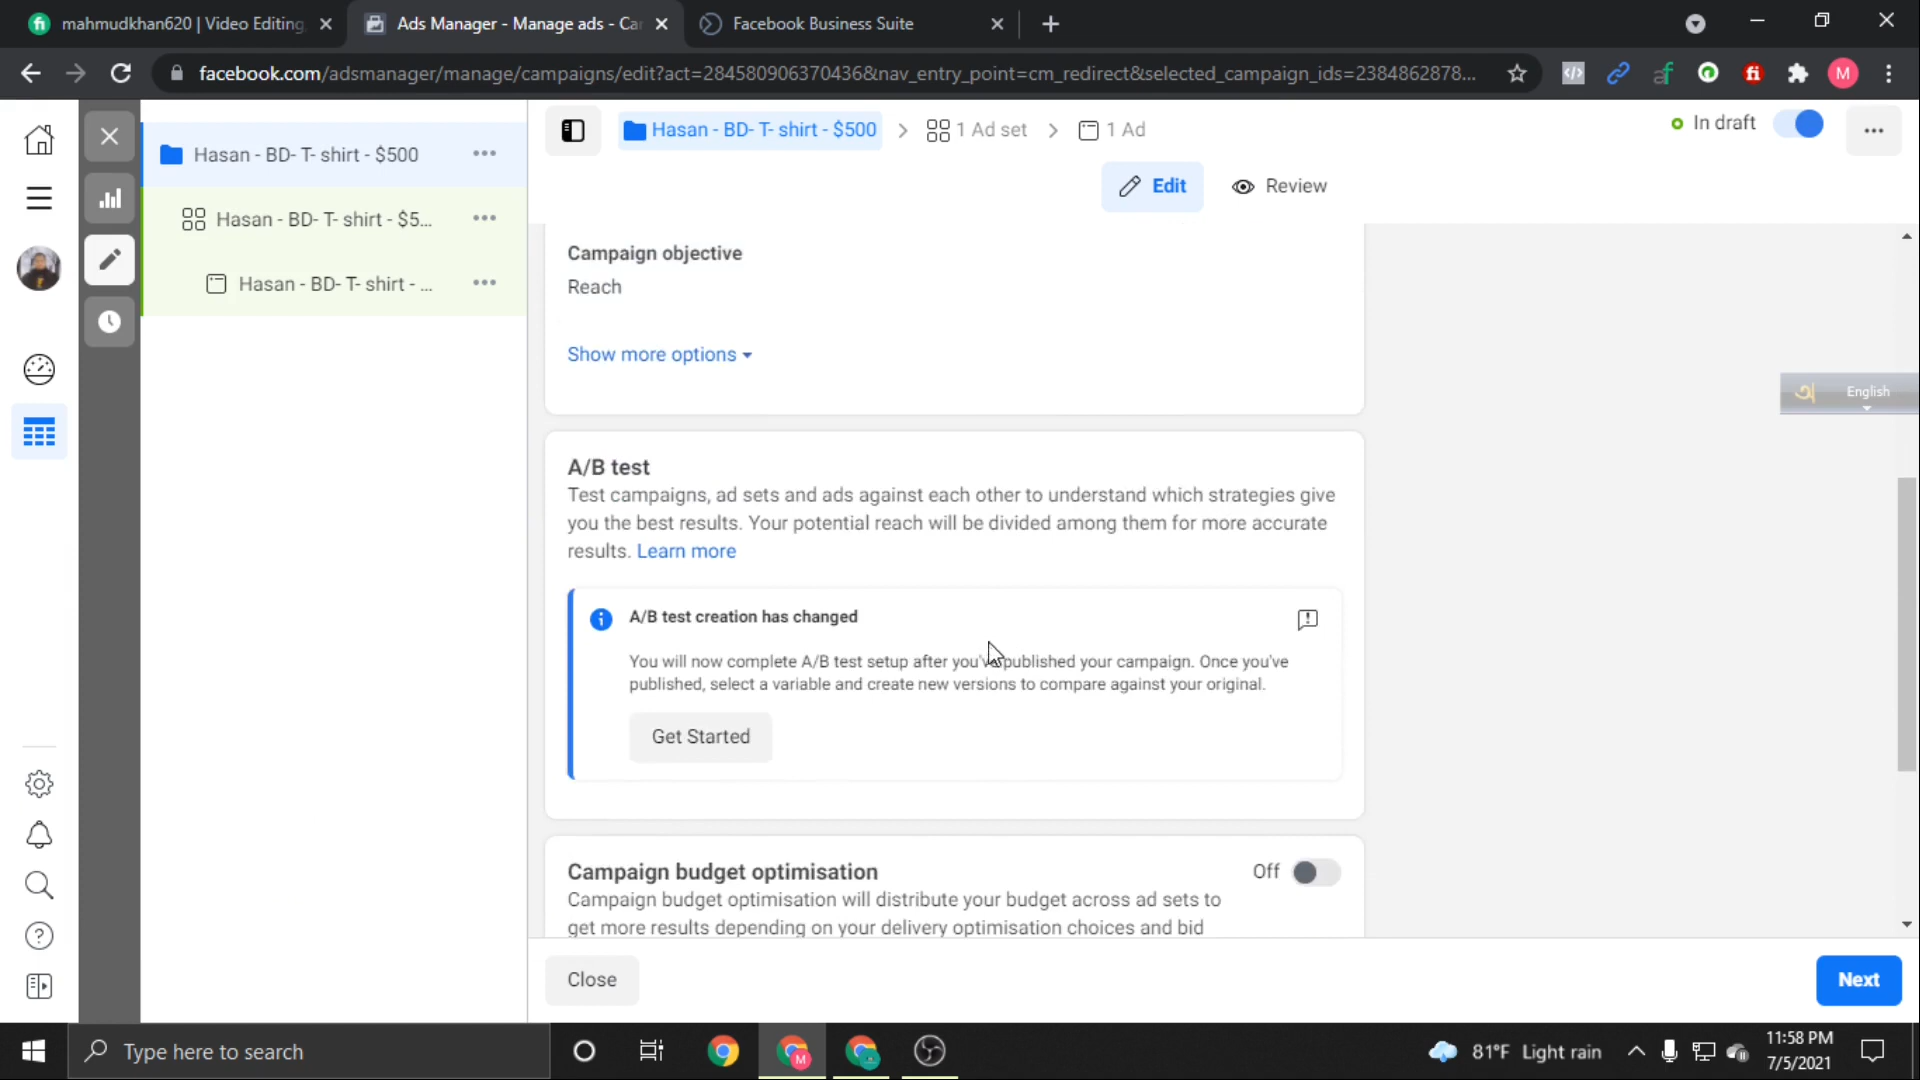 mahmudkhan620 | Video Editing,
Ads Manager - Manage ads - Car
Facebook Business Suite
facebook.com/adsmanager/manage/campaigns/edit?act=284580906370436&nav_entry_point=cm_redirect&selected_campaign_ids=2384862878...
M
Hasan - BD- T- shirt - $500
Hasan - BD- T- shirt - $5...
Hasan - BD- T- shirt - ...
Hasan - BD- T- shirt - $500
1 Ad set
1 Ad
In draft
Edit
Review
Campaign objective
Reach
Show more options
অ English
A/B test
Test campaigns, ad sets and ads against each other to understand which strategies give
you the best results. Your potential reach will be divided among them for more accurate
results. Learn more
A/B test creation has changed
You will now complete A/B test setup after you've published your campaign. Once you've
published, select a variable and create new versions to compare against your original.
Get Started
Campaign budget optimisation
Off
Campaign budget optimisation will distribute your budget across ad sets to
get more results depending on your delivery optimisation choices and bid
Close
Next
Type here to search
81°F Light rain
11:58 PM
7/5/2021